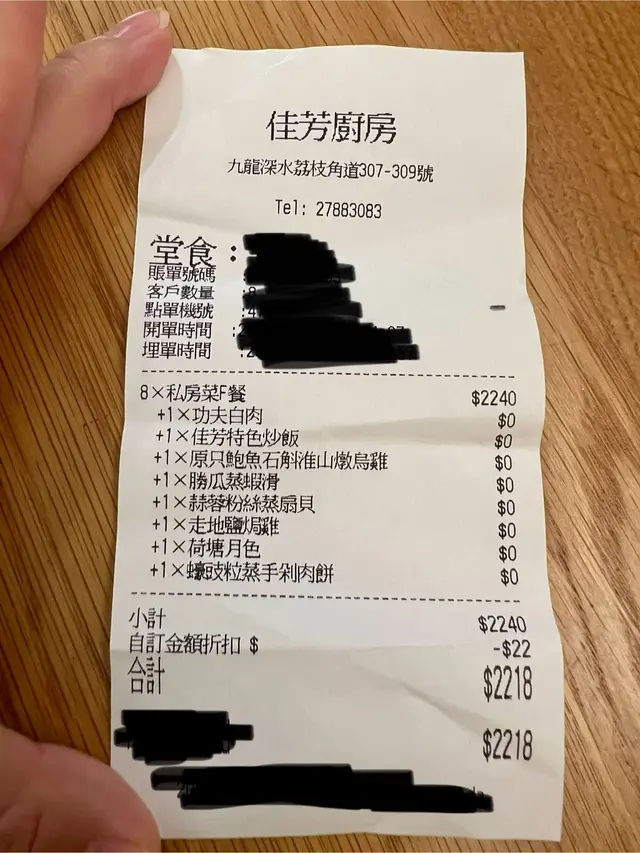 佳芳廚房
九龍深水荔枝角道307-309號
Tel: 27883083
堂食：
賬單號碼
客戶數量
點單機號
開單時間
埋單時間
8×私房菜F餐 $2240
+1×功夫白肉 $0
+1×佳芳特色炒飯 $0
+1×原只鮑魚石斛淮山燉烏雞 $0
+1×勝瓜蒸蝦滑 $0
+1×蒜蓉粉絲蒸扇貝 $0
+1×走地鹽焗雞 $0
+1×荷塘月色 $0
+1×蠔豉粒蒸手剁肉餅 $0
小計 $2240
自訂金額折扣 $ -$22
合計 $2218
$2218